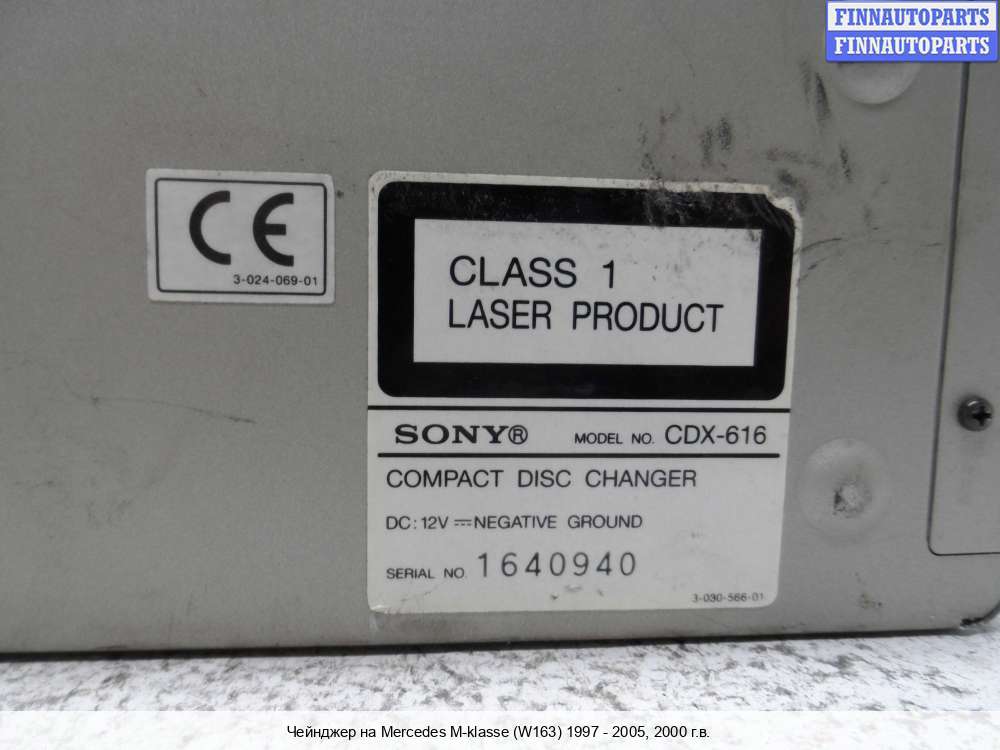 FINNAUTOPARTS
FINNAUTOPARTS
CE
3-024-069-01
CLASS 1
LASER PRODUCT
SONY® MODEL NO. CDX-616
COMPACT DISC CHANGER
DC: 12V ⎓ NEGATIVE GROUND
SERIAL NO. 1640940
3-030-566-01
Чейнджер на Mercedes M-klasse (W163) 1997 - 2005, 2000 г.в.